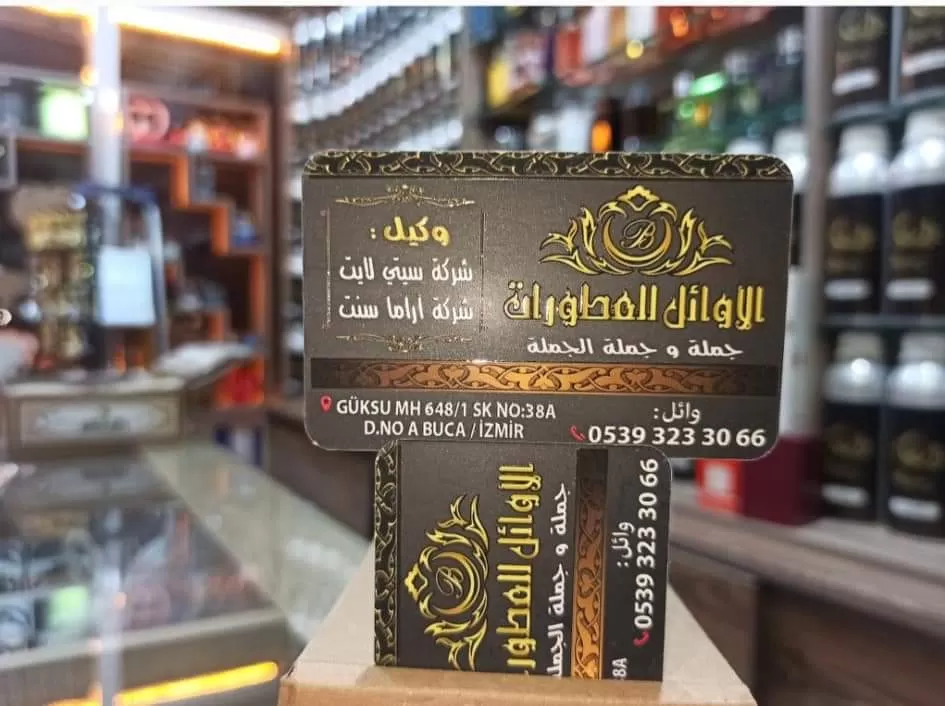 وكيل :
شركة سيتي لايت
شركة اراما سنت
B
الأوائل للعطورات
جملة و جملة الجملة
GÜKSU MH 648/1 SK NO:38A
D.NO A BUCA / İZMİR
وائل:
0539 323 30 66
B
الأوائل للعطور
جملة و جملة الجملة
وائل:
0539 323 30 66
8A